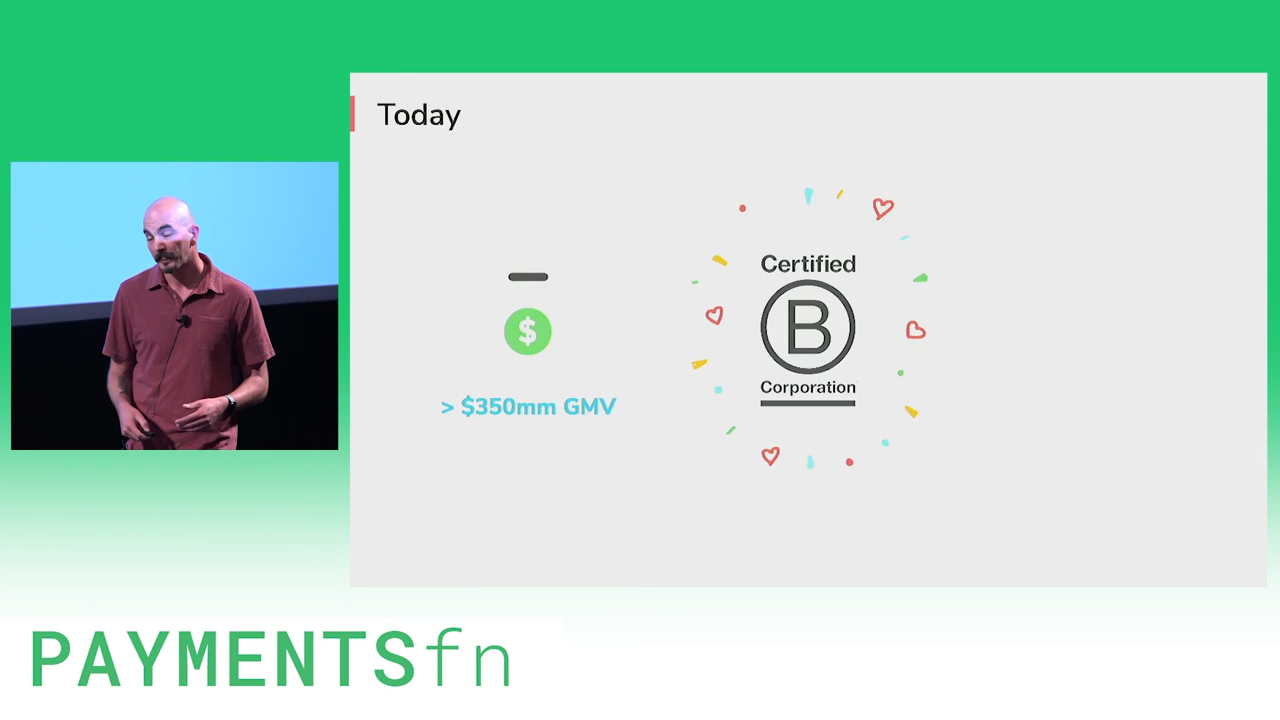 Today
Certified
B
Corporation
$
> $350mm GMV
PAYMENTSfn